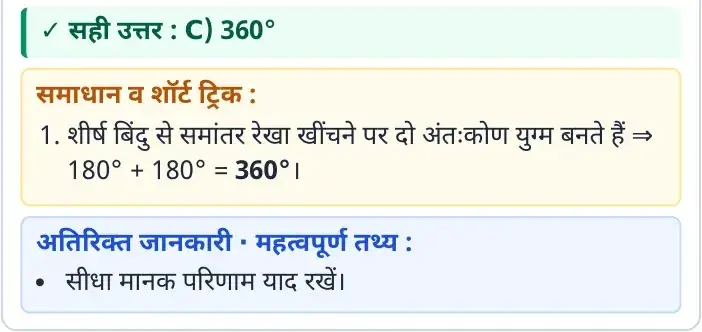 ✓ सही उत्तर : C) 360°
समाधान व शॉर्ट ट्रिक :
1. शीर्ष बिंदु से समांतर रेखा खींचने पर दो अंतःकोण युग्म बनते हैं ⇒
180° + 180° = 360°।
अतिरिक्त जानकारी · महत्वपूर्ण तथ्य :
• सीधा मानक परिणाम याद रखें।